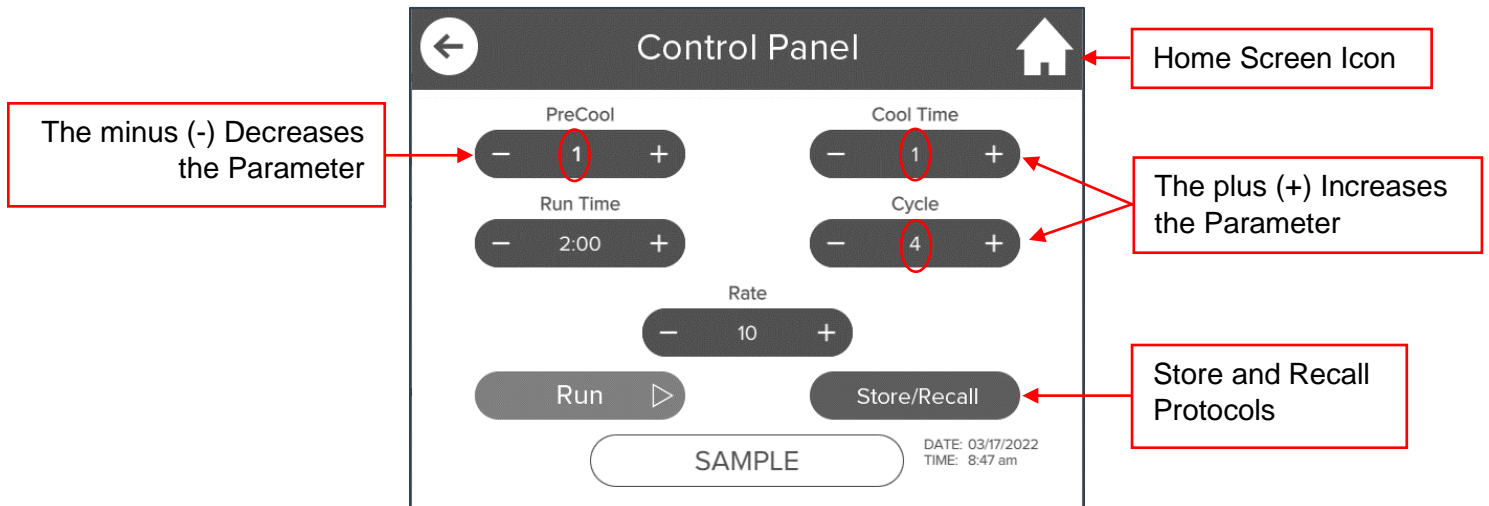 Control Panel
Home Screen Icon
The minus (-) Decreases
the Parameter
PreCool
Cool Time
− 1 +
− 1 +
The plus (+) Increases
the Parameter
Run Time
Cycle
− 2:00 +
− 4 +
Rate
− 10 +
Run
Store/Recall
Store and Recall
Protocols
SAMPLE
DATE: 03/17/2022
TIME: 8:47 am